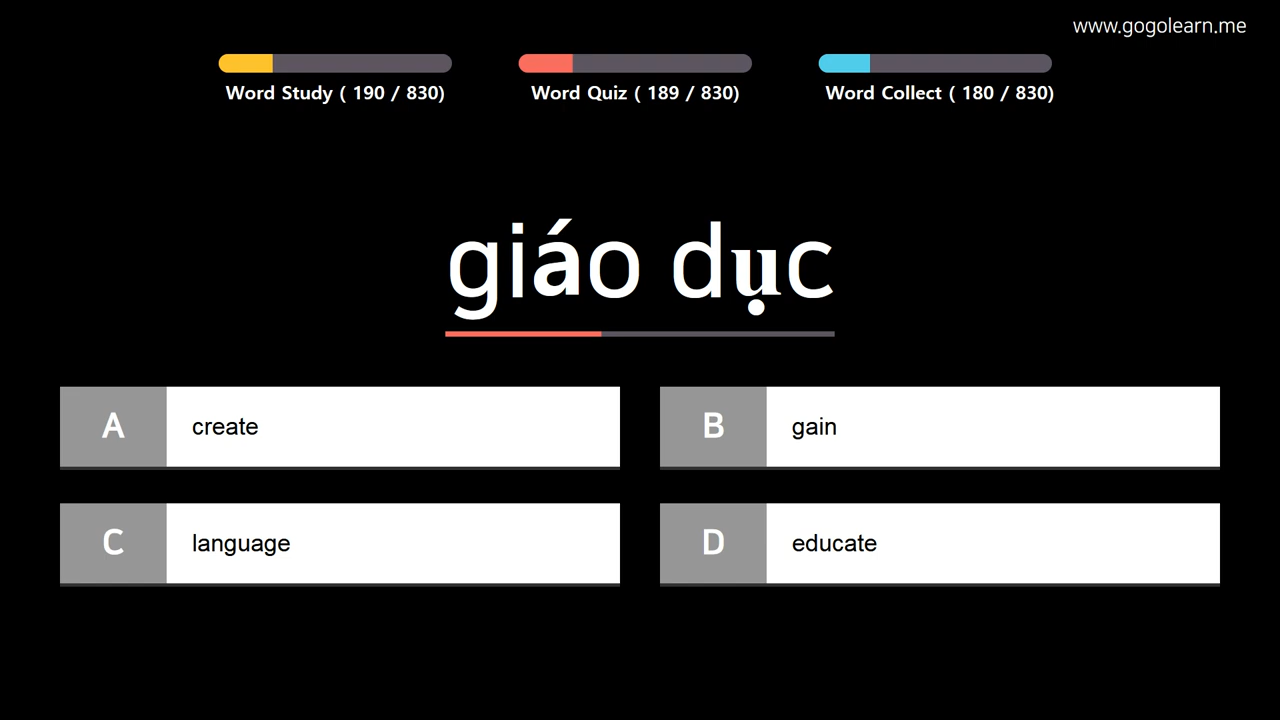 www.gogolearn.me
Word Study ( 190 / 830)
Word Quiz ( 189 / 830)
Word Collect ( 180 / 830)
giáo dục
A create
B gain
C language
D educate